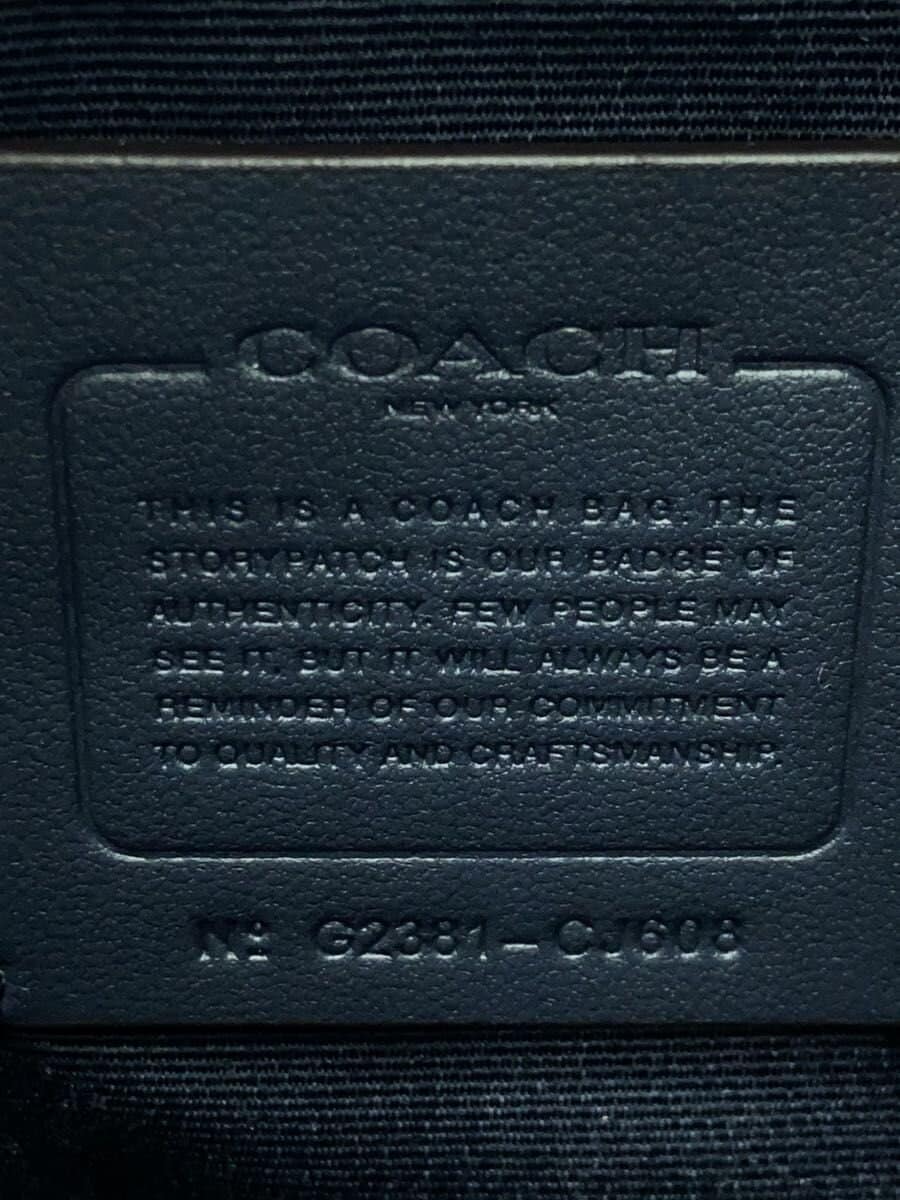 COACH
NEW YORK
THIS IS A COACH BAG. THE
STORYPATCH IS OUR BADGE OF
AUTHENTICITY. FEW PEOPLE MAY
SEE IT, BUT IT WILL ALWAYS BE A
REMINDER OF OUR COMMITMENT
TO QUALITY AND CRAFTSMANSHIP.
Nº G2381-CJ608